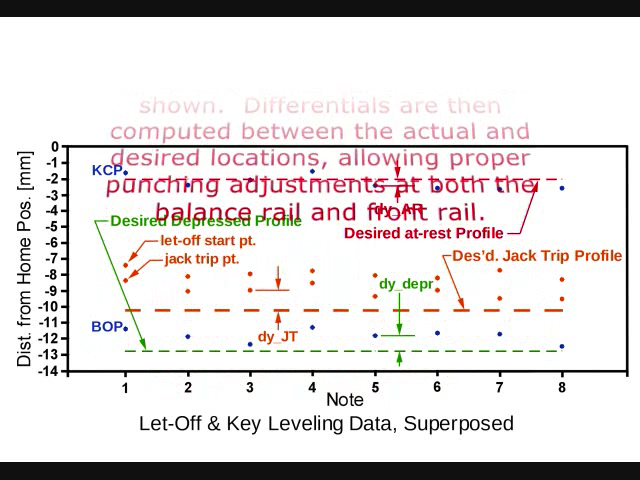 shown. Differentials are then
computed between the actual and
desired locations, allowing proper
punching adjustments at both the
balance rail and front rail.
Dist. from Home Pos. [mm]
0
-1
-2
-3
-4
-5
-6
-7
-8
-9
-10
-11
-12
-13
-14
KCP
dy_AR
Desired Depressed Profile
Desired at-rest Profile
let-off start pt.
jack trip pt.
Des'd. Jack Trip Profile
dy_depr
BOP
dy_JT
1 2 3 4 5 6 7 8
Note
Let-Off & Key Leveling Data, Superposed